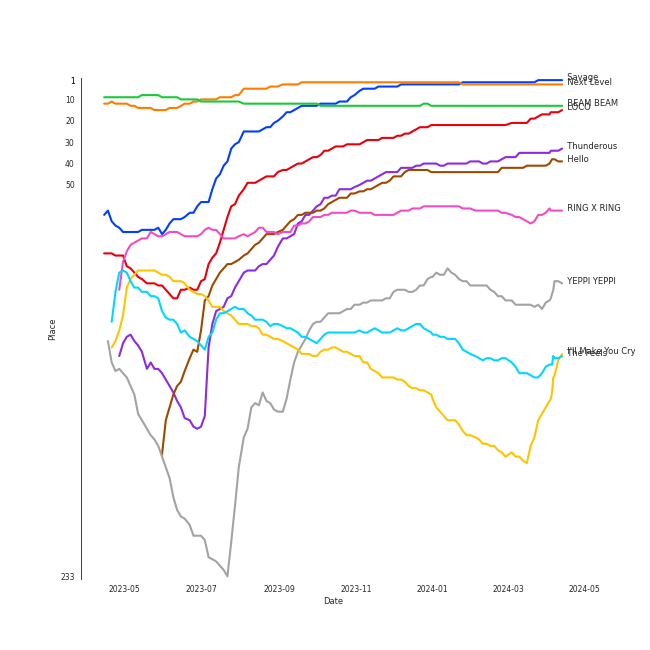 1
10
20
30
40
50
233
Place
2023-05
2023-07
2023-09
2023-11
2024-01
2024-03
2024-05
Date
Savage
Next Level
BEAM BEAM
LOCO
Thunderous
Hello
RING X RING
YEPPI YEPPI
I'll Make You Cry
The Feels